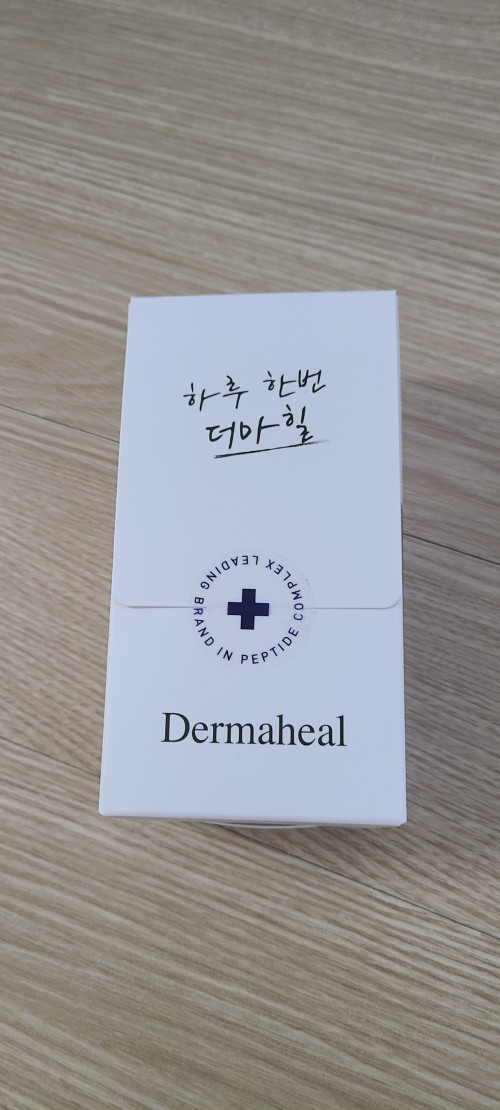 하루 한번
더마힐
LEADING BRAND IN PEPTIDE COMPLEX
Dermaheal